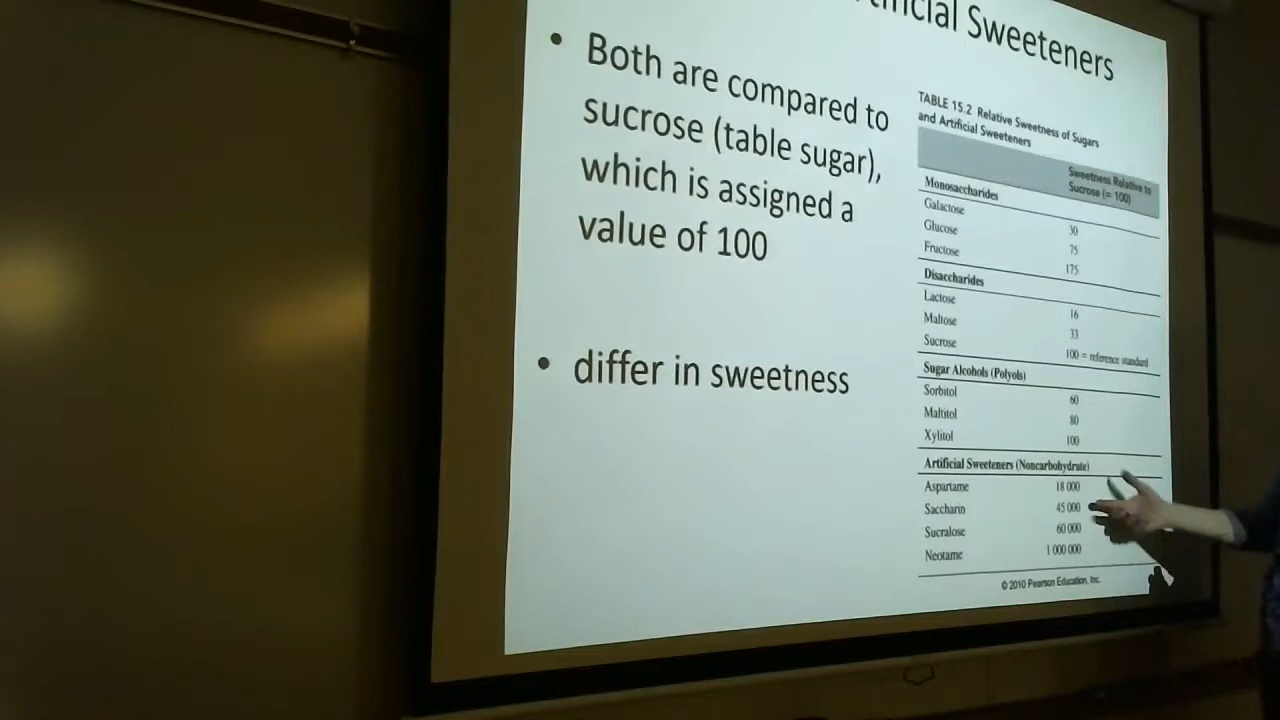 Sweeteners
• Both are compared to
sucrose (table sugar),
which is assigned a
value of 100
• differ in sweetness
TABLE 15.2 Relative Sweetness of Sugars
and Artificial Sweeteners
Sweetness Relative to
Sucrose (= 100)
Monosaccharides
Galactose 30
Glucose 75
Fructose 175
Disaccharides
Lactose 16
Maltose 33
Sucrose 100 = reference standard
Sugar Alcohols (Polyols)
Sorbitol 60
Maltitol 80
Xylitol 100
Artificial Sweeteners (Noncarbohydrate)
Aspartame 18 000
Saccharin 45 000
Sucralose 60 000
Neotame 1 000 000
© 2010 Pearson Education, Inc.